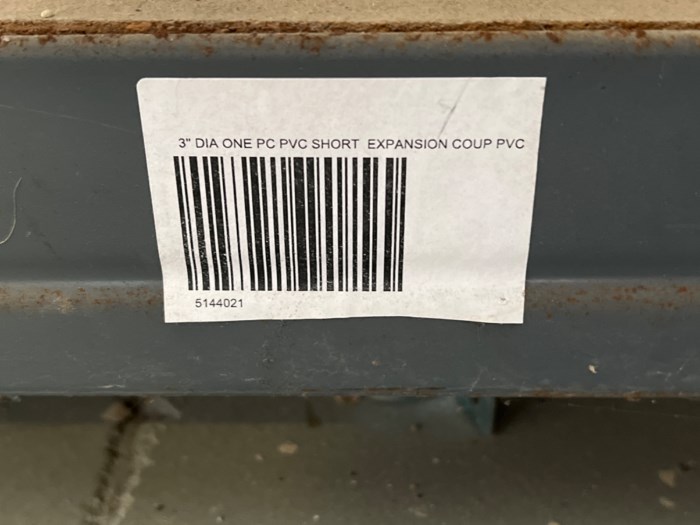 3" DIA ONE PC PVC SHORT  EXPANSION COUP PVC
5144021